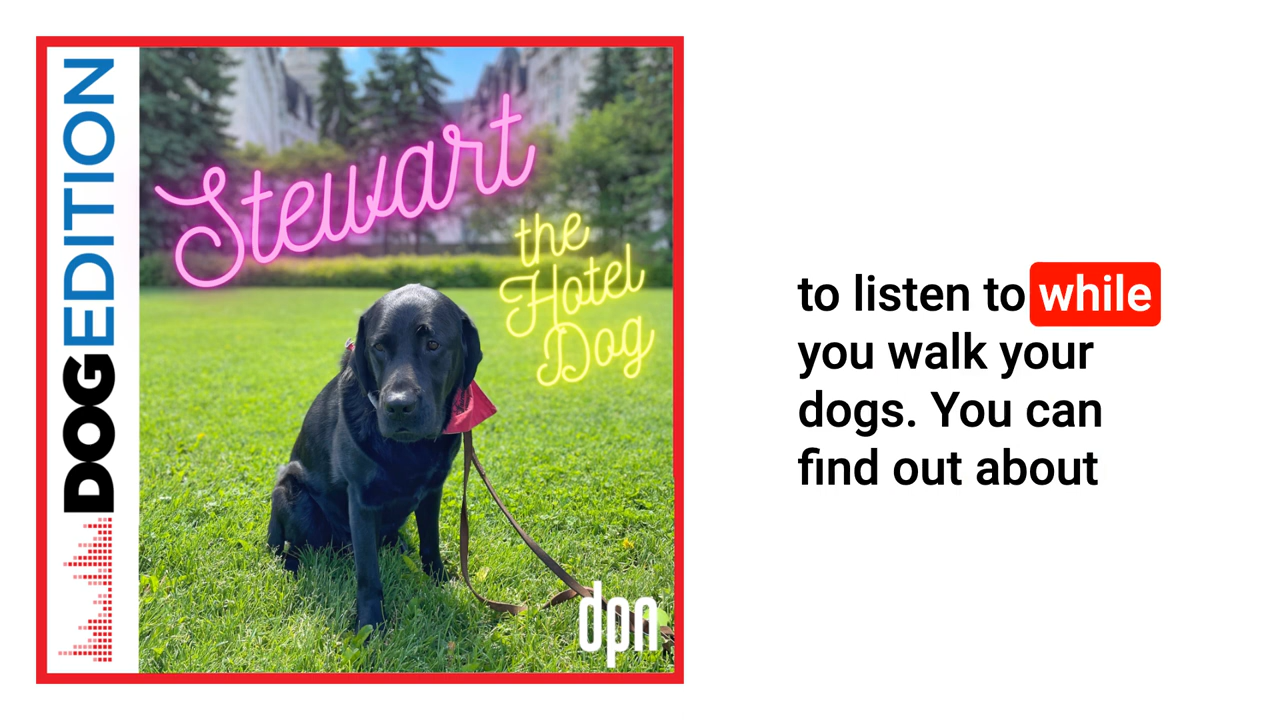 DOGEDITION
Stewart
the
Hotel
Dog
dpn
to listen to while
you walk your
dogs. You can
find out about